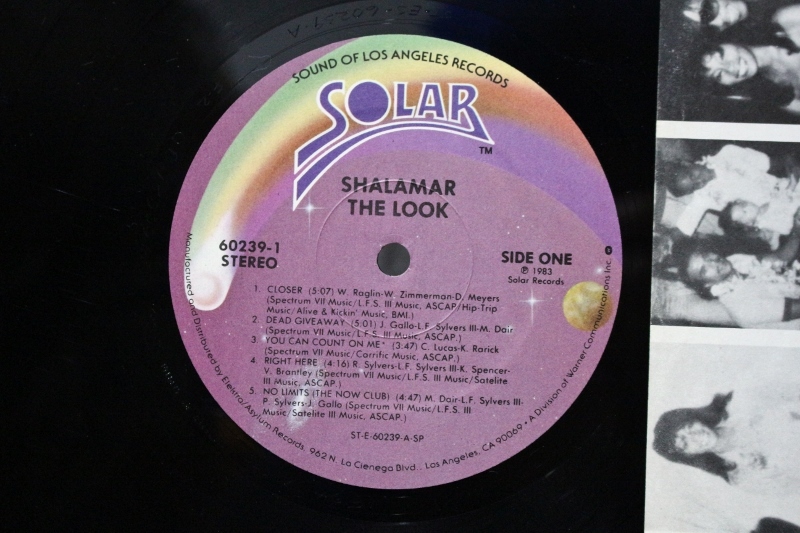 SOUND OF LOS ANGELES RECORDS
SOLAR
TM
SHALAMAR
THE LOOK
60239-1
STEREO
SIDE ONE
℗ 1983
Solar Records
1. CLOSER (5:07) W. Raglin-W. Zimmerman-D. Meyers
(Spectrum VII Music/L.F.S. III Music, ASCAP/Hip-Trip
Music/Alive & Kickin' Music, BMI.)
2. DEAD GIVEAWAY (5:01) J. Gallo-L.F. Sylvers III-M. Dair
(Spectrum VII Music/L.F.S. III Music, ASCAP.)
3 YOU CAN COUNT ON ME* (3:47) C. Lucas-K. Rarick
(Spectrum VII Music/Carrific Music, ASCAP.)
4. RIGHT HERE (4:16) R. Sylvers-L.F. Sylvers III-K. Spencer-
V. Brantley (Spectrum VII Music/L.F.S. III Music/Satelite
III Music, ASCAP.)
5. NO LIMITS (THE NOW CLUB) (4:47) M. Dair-L.F. Sylvers III-
P. Sylvers-J. Gallo (Spectrum VII Music/L.F.S. III
Music/Satelite III Music, ASCAP.)
ST-E-60239-A-SP
Manufactured and Distributed by Elektra/Asylum Records, 962 N. La Cienega Blvd., Los Angeles, CA 90069 • A Division of Warner Communications Inc.